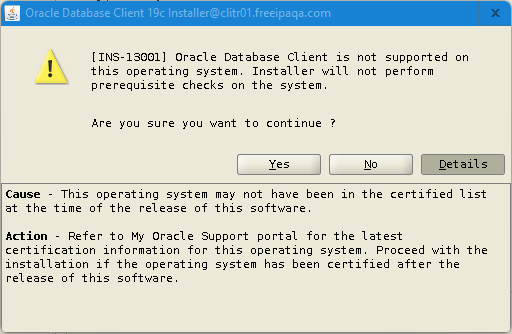 Oracle Database Client 19c Installer@clitr01.freeipaqa.com
[INS-13001] Oracle Database Client is not supported on
this operating system. Installer will not perform
prerequisite checks on the system.
Are you sure you want to continue ?
Yes No Details
Cause - This operating system may not have been in the certified list
at the time of the release of this software.
Action - Refer to My Oracle Support portal for the latest
certification information for this operating system. Proceed with the
installation if the operating system has been certified after the
release of this software.